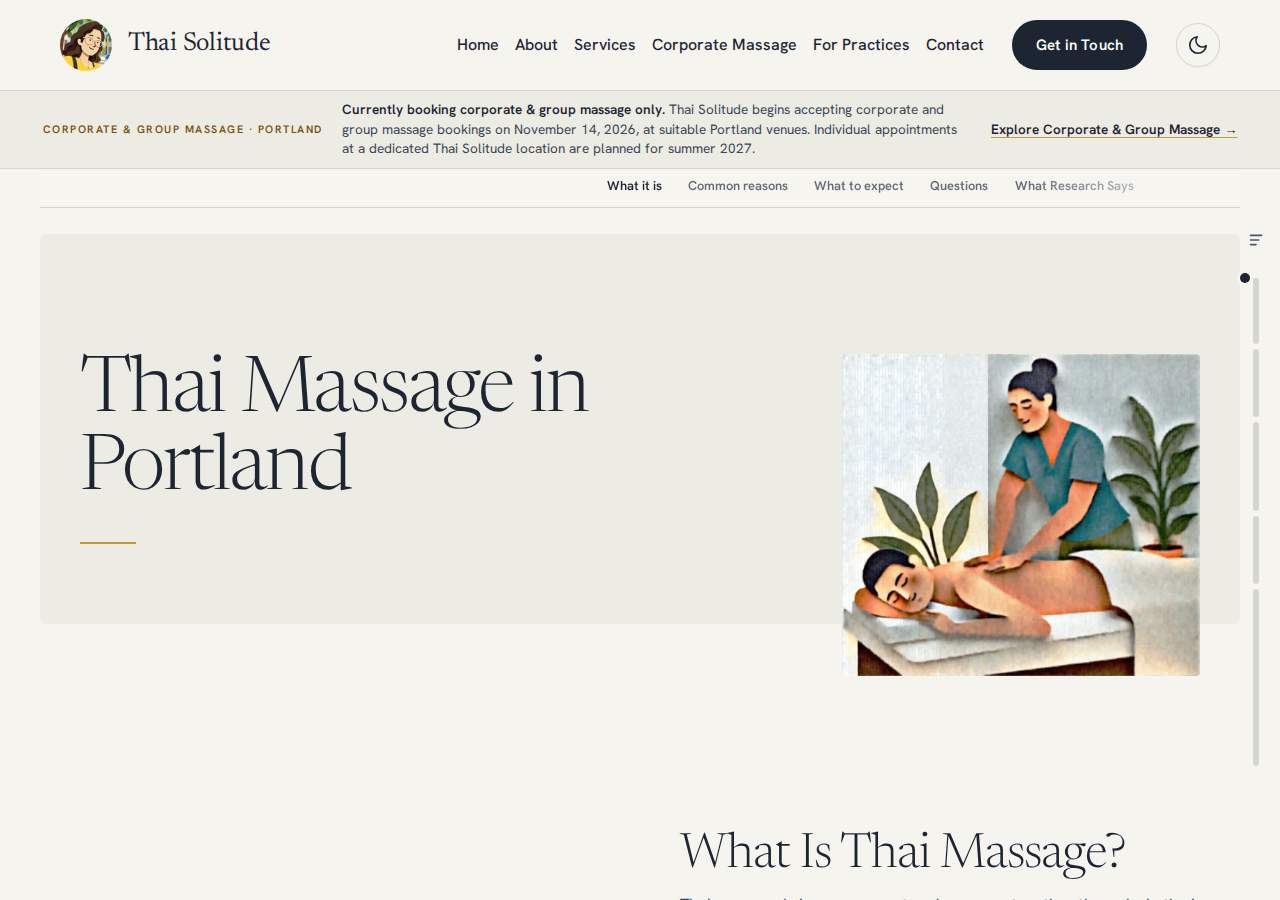 Thai Solitude
Home About Services Corporate Massage For Practices Contact Get in Touch
CORPORATE & GROUP MASSAGE · PORTLAND
Currently booking corporate & group massage only. Thai Solitude begins accepting corporate and
group massage bookings on November 14, 2026, at suitable Portland venues. Individual appointments
at a dedicated Thai Solitude location are planned for summer 2027.
Explore Corporate & Group Massage →
What it is Common reasons What to expect Questions What Research Says
Thai Massage in
Portland
What Is Thai Massage?